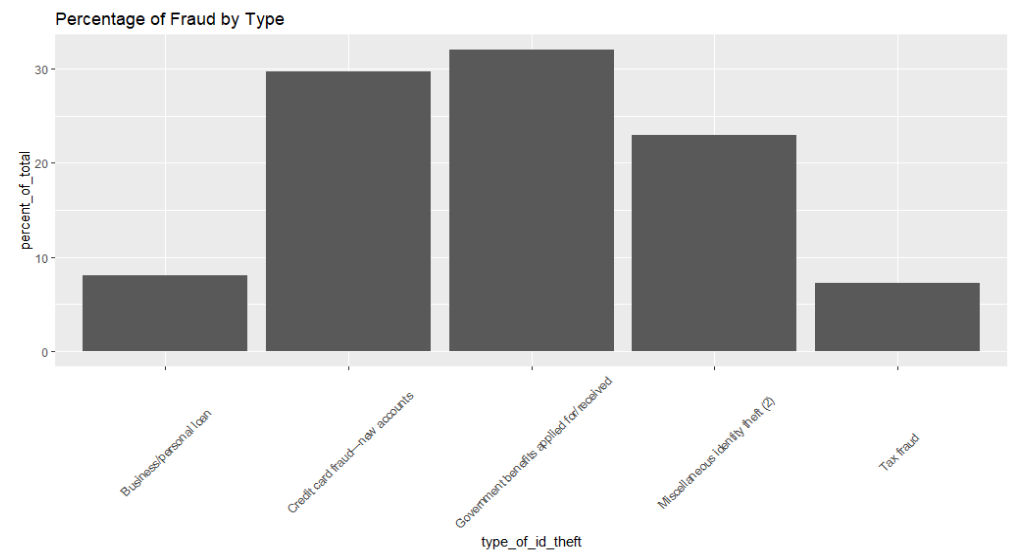 Percentage of Fraud by Type
percent_of_total
30
20
10
0
Business/personal loan
Credit card fraud—new accounts
Government benefits applied for/received
Miscellaneous identity theft (2)
Tax fraud
type_of_id_theft